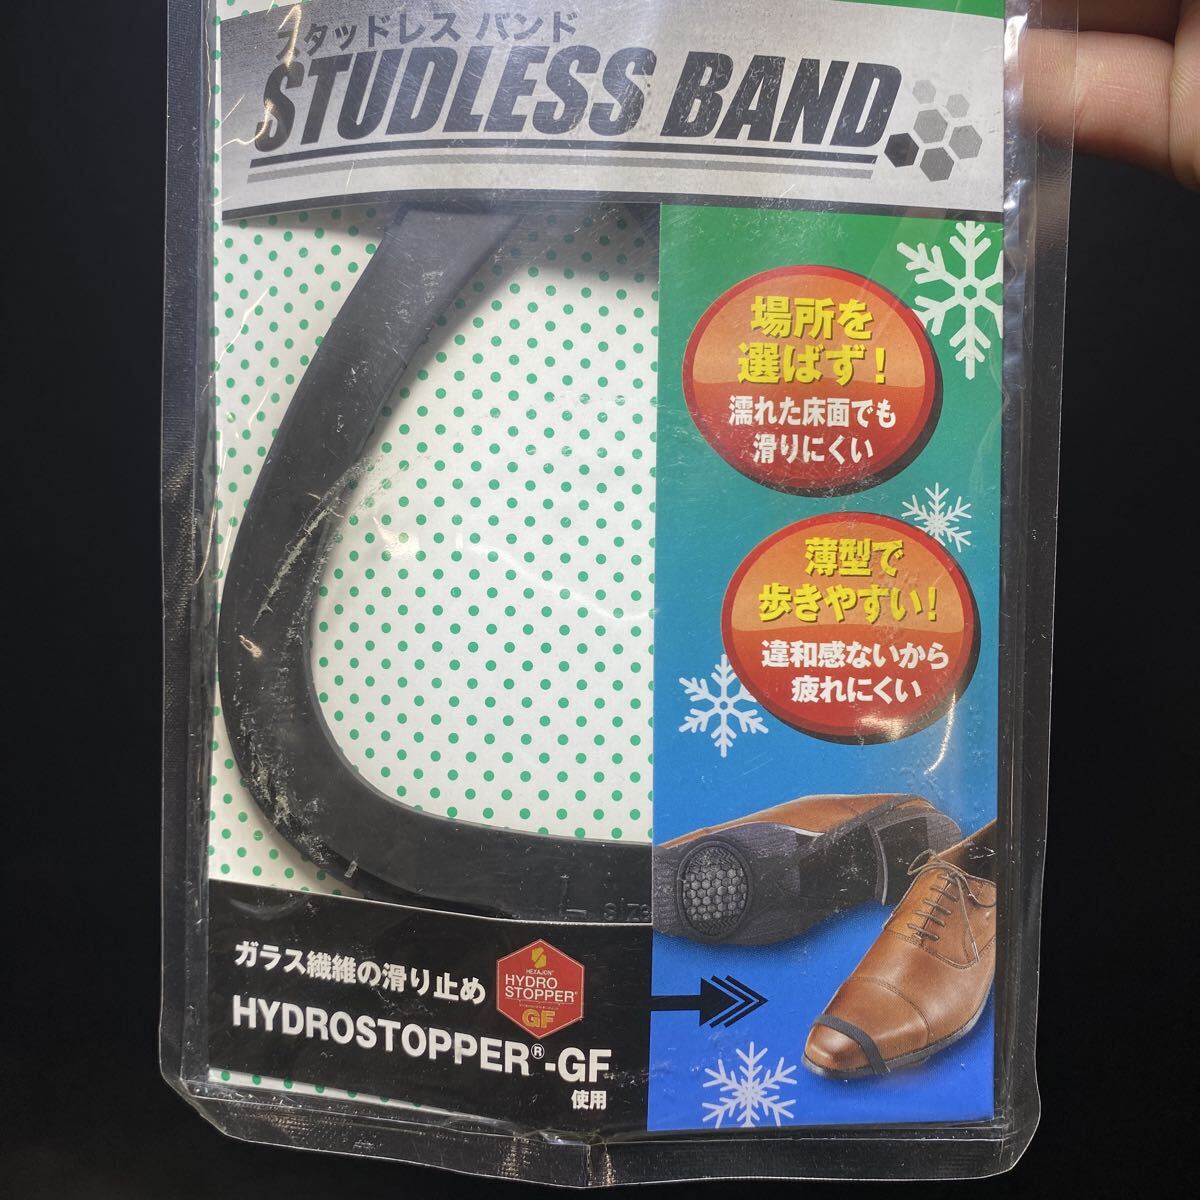 スタッドレス バンド
STUDLESS BAND
場所を
選ばず!
濡れた床面でも
滑りにくい
薄型で
歩きやすい!
違和感ないから
疲れにくい
L size
ガラス繊維の滑り止め
HEXAJON
HYDRO
STOPPER®
GF
HYDROSTOPPER®-GF
使用